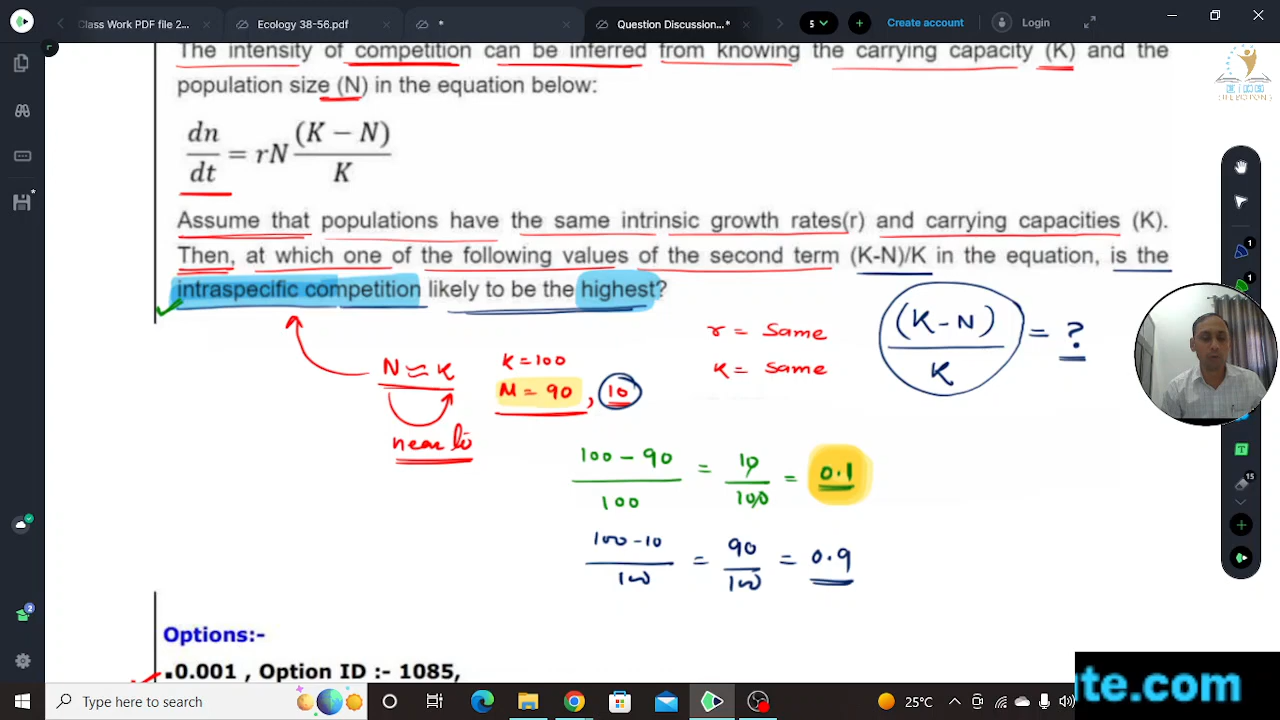 Class Work PDF file 2...
Ecology 38-56.pdf
*
Question Discussion...*
5
Create account
Login
The intensity of competition can be inferred from knowing the carrying capacity (K) and the
population size (N) in the equation below:
dn/dt = rN (K − N)/K
Assume that populations have the same intrinsic growth rates(r) and carrying capacities (K).
Then, at which one of the following values of the second term (K-N)/K in the equation, is the
intraspecific competition likely to be the highest?
r = Same
K = Same
(K-N)/K = ?
N ≈ K
near to
K = 100
M = 90, 10
100 - 90/100 = 10/100 = 0.1
100 - 10/100 = 90/100 = 0.9
Options:-
0.001 , Option ID :- 1085,
te.com
Type here to search
25°C
1
1
15
2